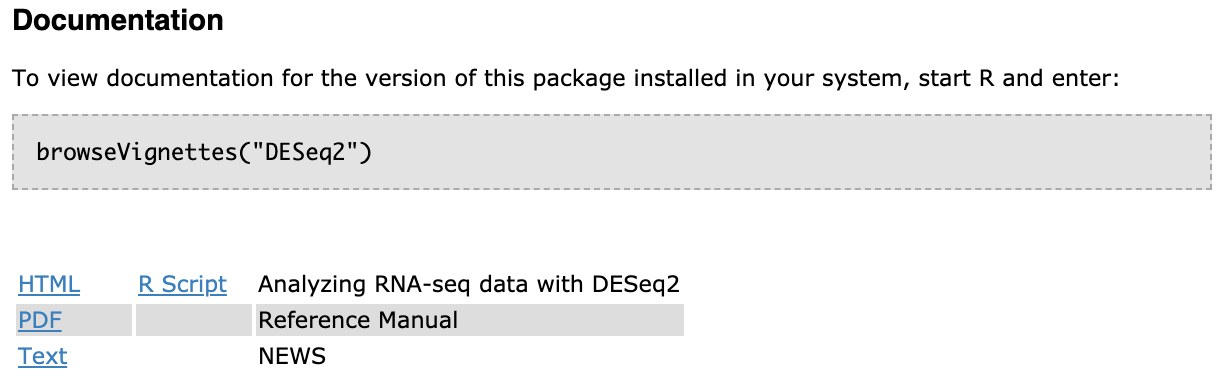 Documentation
To view documentation for the version of this package installed in your system, start R and enter:
browseVignettes("DESeq2")
HTML R Script Analyzing RNA-seq data with DESeq2
PDF Reference Manual
Text NEWS